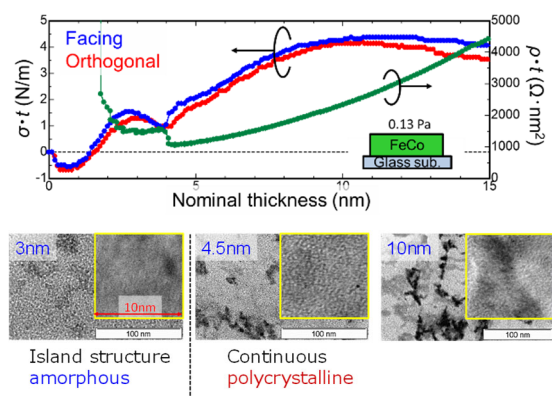 Facing
Orthogonal
σ·t (N/m)
5
4
3
2
1
0
-1
0
5
10
15
Nominal thickness (nm)
5000
4000
3000
2000
1000
0
ρ·t (Ω·nm²)
0.13 Pa
FeCo
Glass sub.
3nm
10nm
100 nm
4.5nm
100 nm
10nm
100 nm
Island structure
amorphous
Continuous
polycrystalline